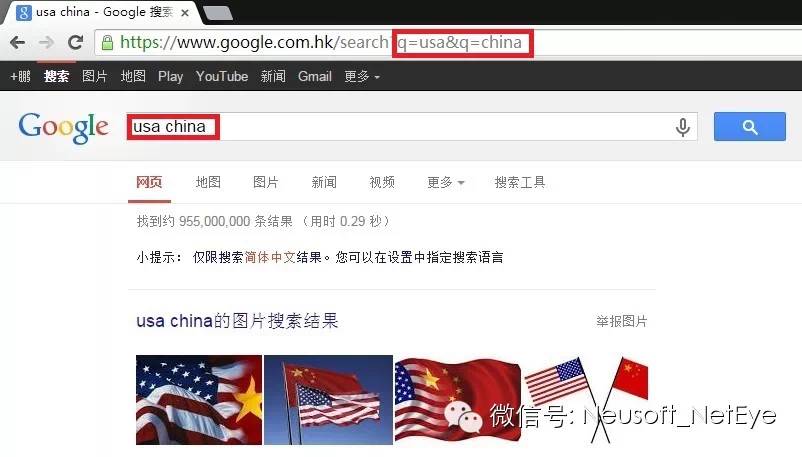 usa china - Google 搜索
https://www.google.com.hk/search?q=usa&q=china
+鹏 搜索 图片 地图 Play YouTube 新闻 Gmail 更多
Google usa china
网页 地图 图片 新闻 视频 更多 搜索工具
找到约 955,000,000 条结果 （用时 0.29 秒）
小提示： 仅限搜索简体中文结果。您可以在设置中指定搜索语言
usa china的图片搜索结果 举报图片
微信号: Neusoft_NetEye